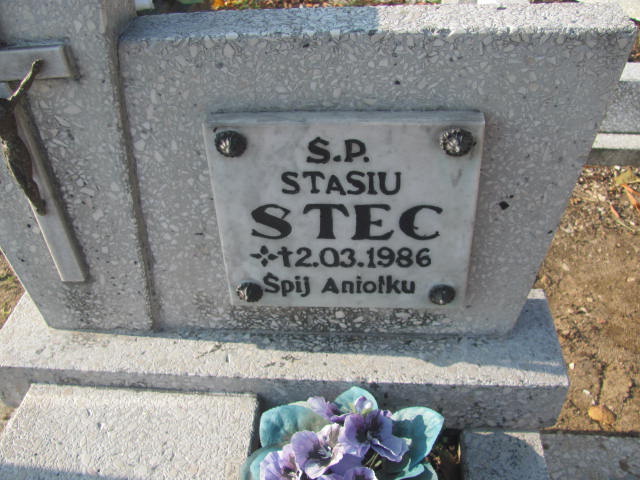 Ś.P.
STASIU
STEC
✢ † 2.03.1986
Śpij Aniołku